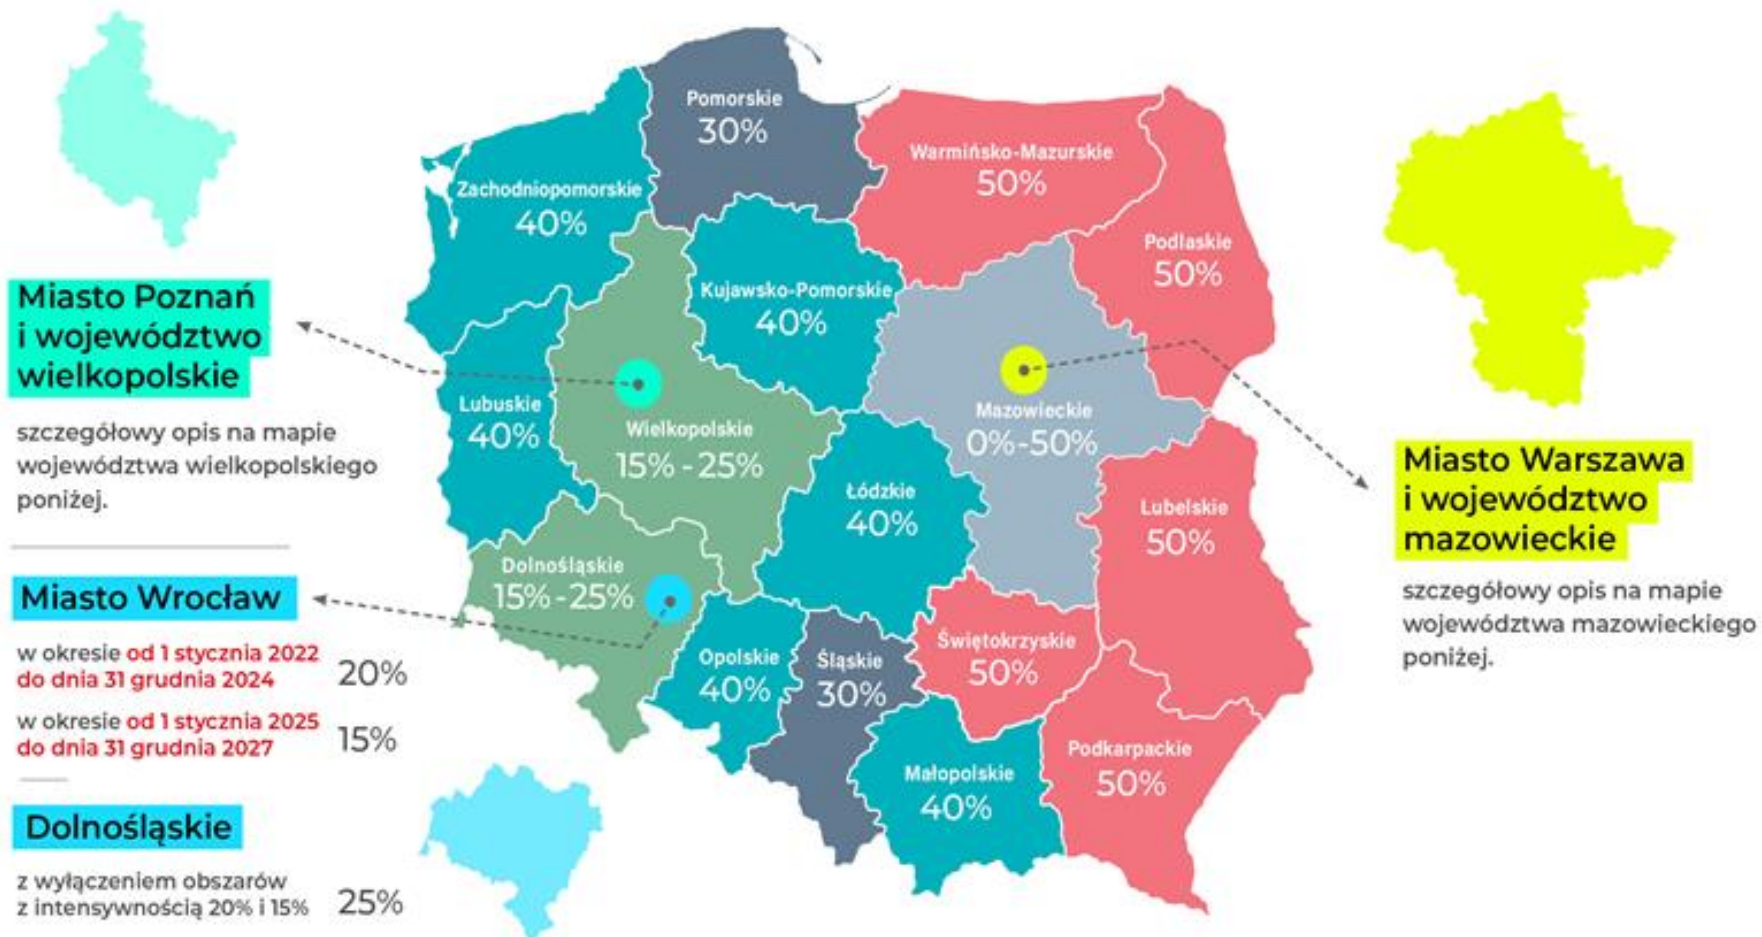 Miasto Poznań
i województwo
wielkopolskie
szczegółowy opis na mapie
województwa wielkopolskiego
poniżej.
Miasto Wrocław
w okresie od 1 stycznia 2022
do dnia 31 grudnia 2024
20%
w okresie od 1 stycznia 2025
do dnia 31 grudnia 2027
15%
Dolnośląskie
z wyłączeniem obszarów
z intensywnością 20% i 15%
25%
Pomorskie
30%
Zachodniopomorskie
40%
Warmińsko-Mazurskie
50%
Podlaskie
50%
Kujawsko-Pomorskie
40%
Lubuskie
40%
Wielkopolskie
15% - 25%
Mazowieckie
0%-50%
Łódzkie
40%
Lubelskie
50%
Dolnośląskie
15% - 25%
Opolskie
40%
Śląskie
30%
Świętokrzyskie
50%
Małopolskie
40%
Podkarpackie
50%
Miasto Warszawa
i województwo
mazowieckie
szczegółowy opis na mapie
województwa mazowieckiego
poniżej.